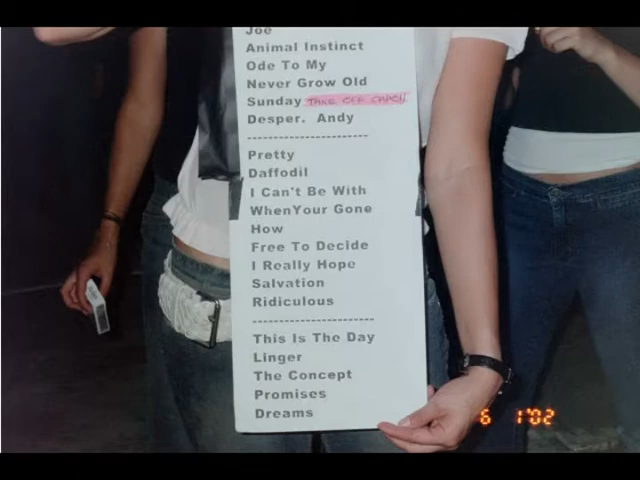 Joe
Animal Instinct
Ode To My
Never Grow Old
Sunday TAKE OFF CAPO!!
Desper. Andy
--------------------
Pretty
Daffodil
I Can't Be With
WhenYour Gone
How
Free To Decide
I Really Hope
Salvation
Ridiculous
--------------------
This Is The Day
Linger
The Concept
Promises
Dreams
6 1'02